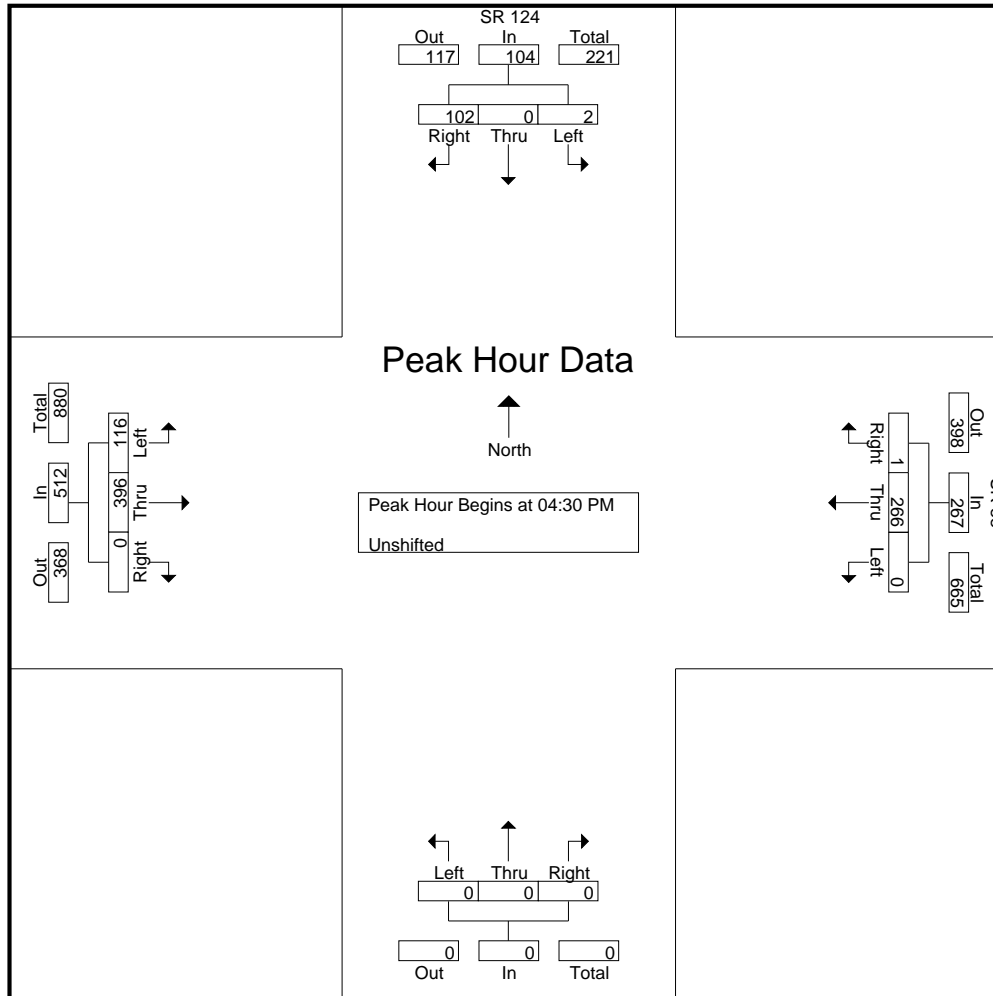 SR 124
Out In Total
117 104 221
102 0 2
Right Thru Left
Peak Hour Data
North
Peak Hour Begins at 04:30 PM
Unshifted
Total 880
In 512
Out 368
116 396 0
Left Thru Right
Right Thru Left
1 266 0
Out 398
In 267
Total 665
Left Thru Right
0 0 0
0 0 0
Out In Total